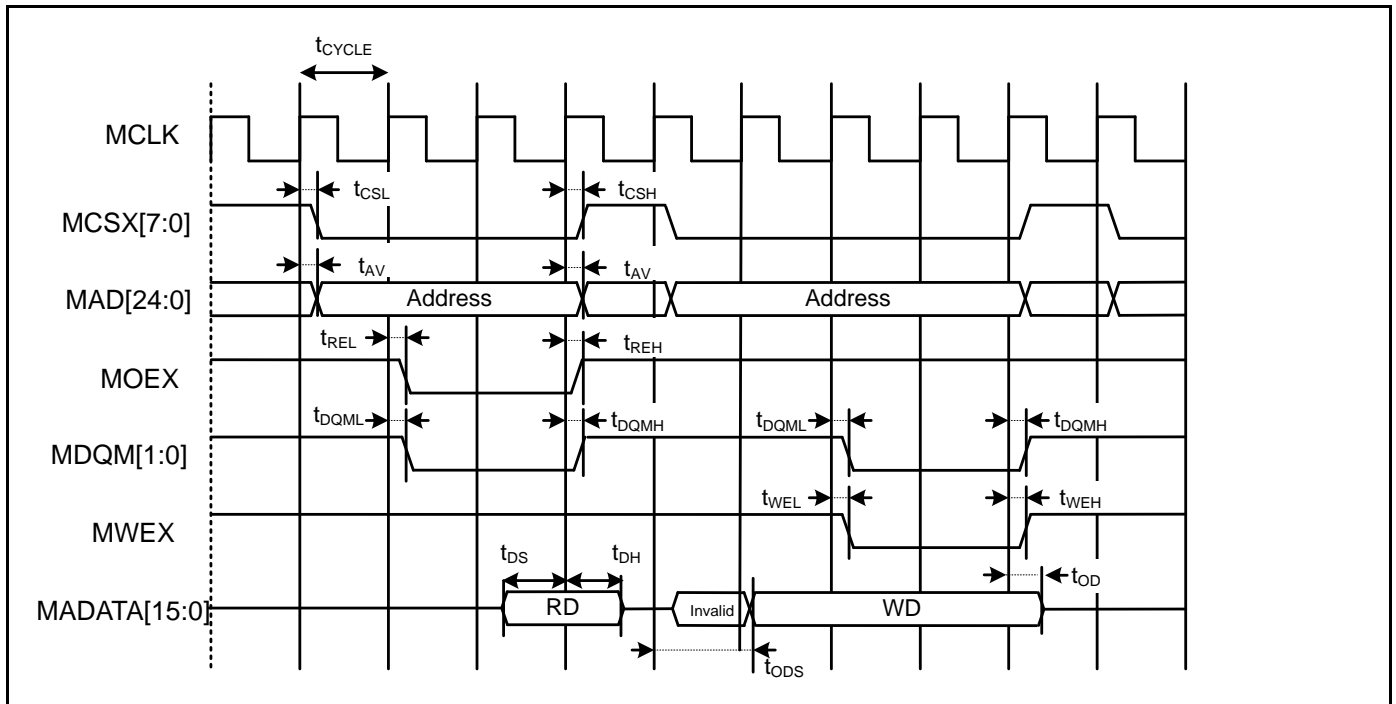 tCYCLE
MCLK
tCSL tCSH
MCSX[7:0]
tAV tAV
MAD[24:0] Address Address
tREL tREH
MOEX
tDQML tDQMH tDQML tDQMH
MDQM[1:0]
tWEL tWEH
MWEX
tDS tDH tOD
MADATA[15:0] RD Invalid WD
tODS